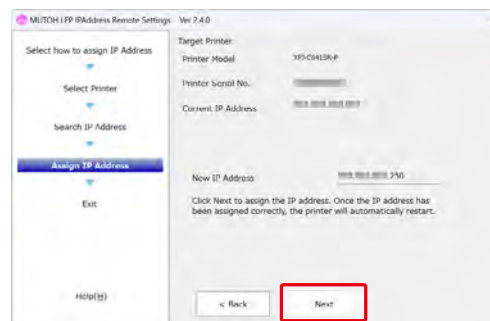 MUTOH LFP IPAddress Remote Settings Ver 2.4.0
Select how to assign IP Address
Select Printer
Search IP Address
Assign IP Address
Exit
Help(H)
Target Printer
Printer Model
Printer Serial No.
Current IP Address
New IP Address .250
Click Next to assign the IP address. Once the IP address has
been assigned correctly, the printer will automatically restart.
< Back Next